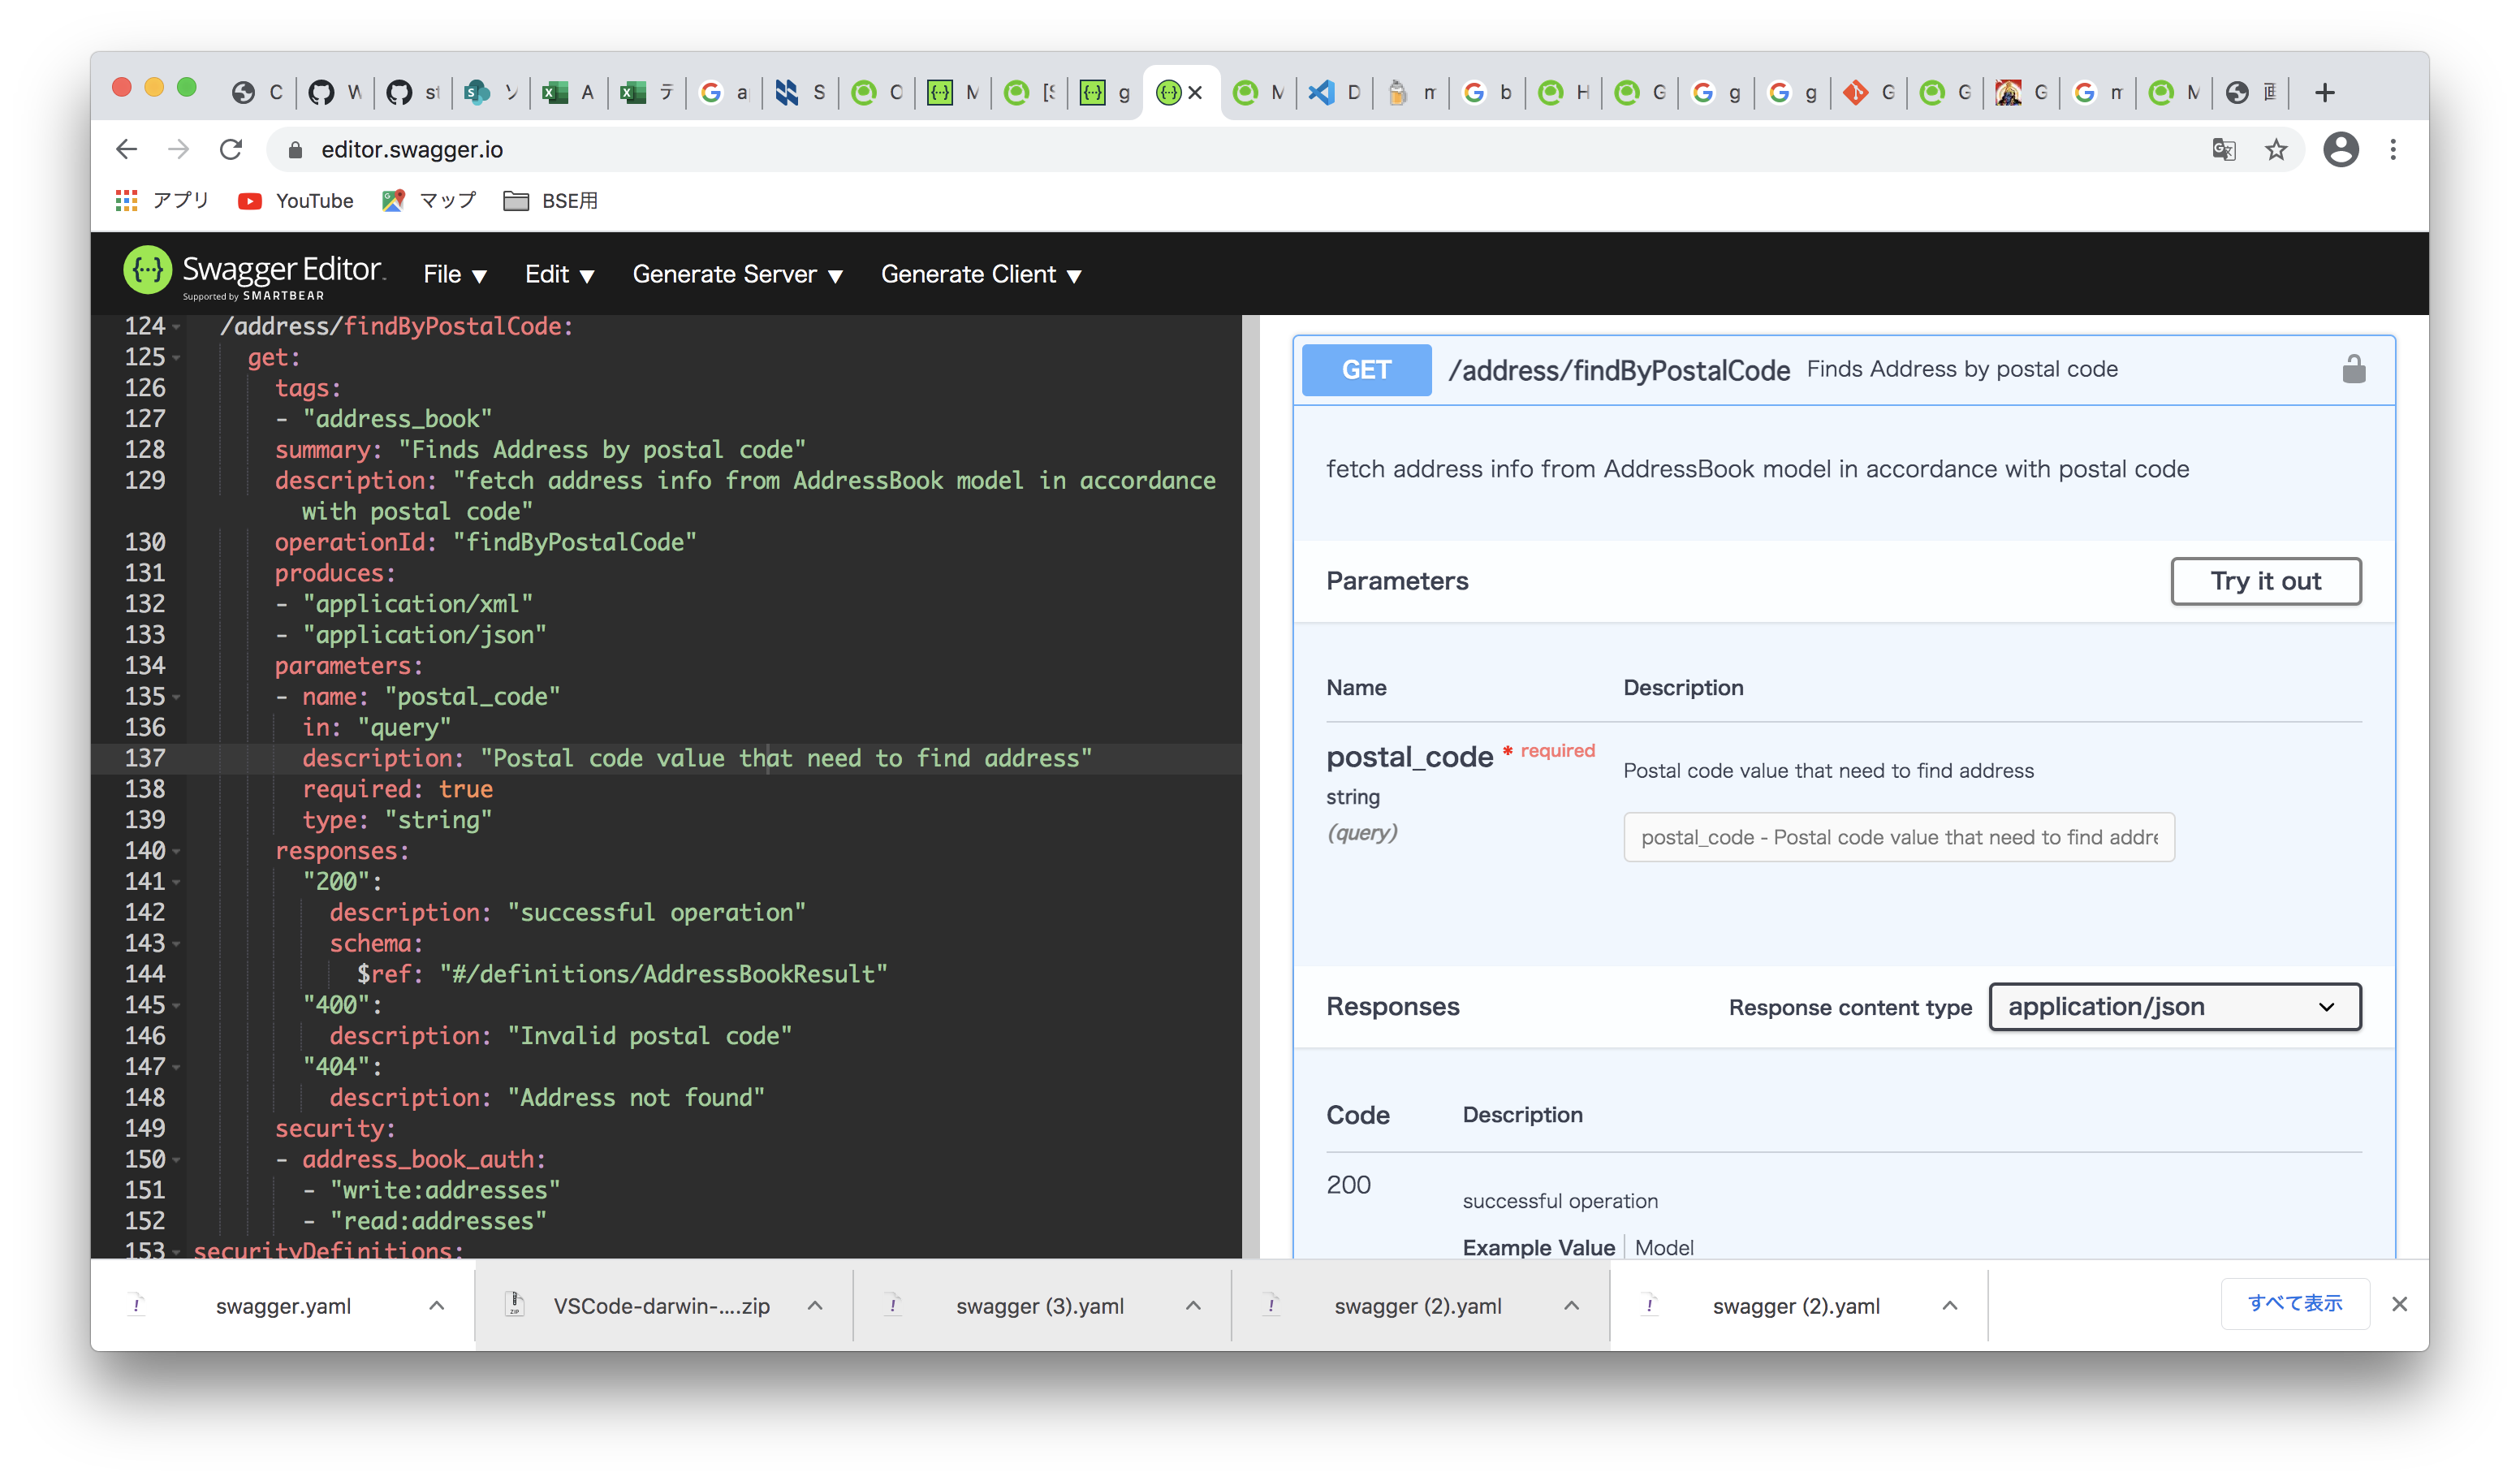 C W st ソ A テ a S C M [S g M D m b H G g g G G G m M 画
editor.swagger.io
アプリ YouTube マップ BSE用
Swagger Editor File ▼ Edit ▼ Generate Server ▼ Generate Client ▼
Supported by SMARTBEAR
124 /address/findByPostalCode:
125 get:
126 tags:
127 - "address_book"
128 summary: "Finds Address by postal code"
129 description: "fetch address info from AddressBook model in accordance
with postal code"
130 operationId: "findByPostalCode"
131 produces:
132 - "application/xml"
133 - "application/json"
134 parameters:
135 - name: "postal_code"
136 in: "query"
137 description: "Postal code value that need to find address"
138 required: true
139 type: "string"
140 responses:
141 "200":
142 description: "successful operation"
143 schema:
144 $ref: "#/definitions/AddressBookResult"
145 "400":
146 description: "Invalid postal code"
147 "404":
148 description: "Address not found"
149 security:
150 - address_book_auth:
151 - "write:addresses"
152 - "read:addresses"
153 securityDefinitions:
GET /address/findByPostalCode Finds Address by postal code
fetch address info from AddressBook model in accordance with postal code
Parameters Try it out
Name Description
postal_code * required
Postal code value that need to find address
string
(query)
postal_code - Postal code value that need to find addre
Responses Response content type application/json
Code Description
200
successful operation
Example Value Model
swagger.yaml VSCode-darwin-....zip swagger (3).yaml swagger (2).yaml swagger (2).yaml すべて表示